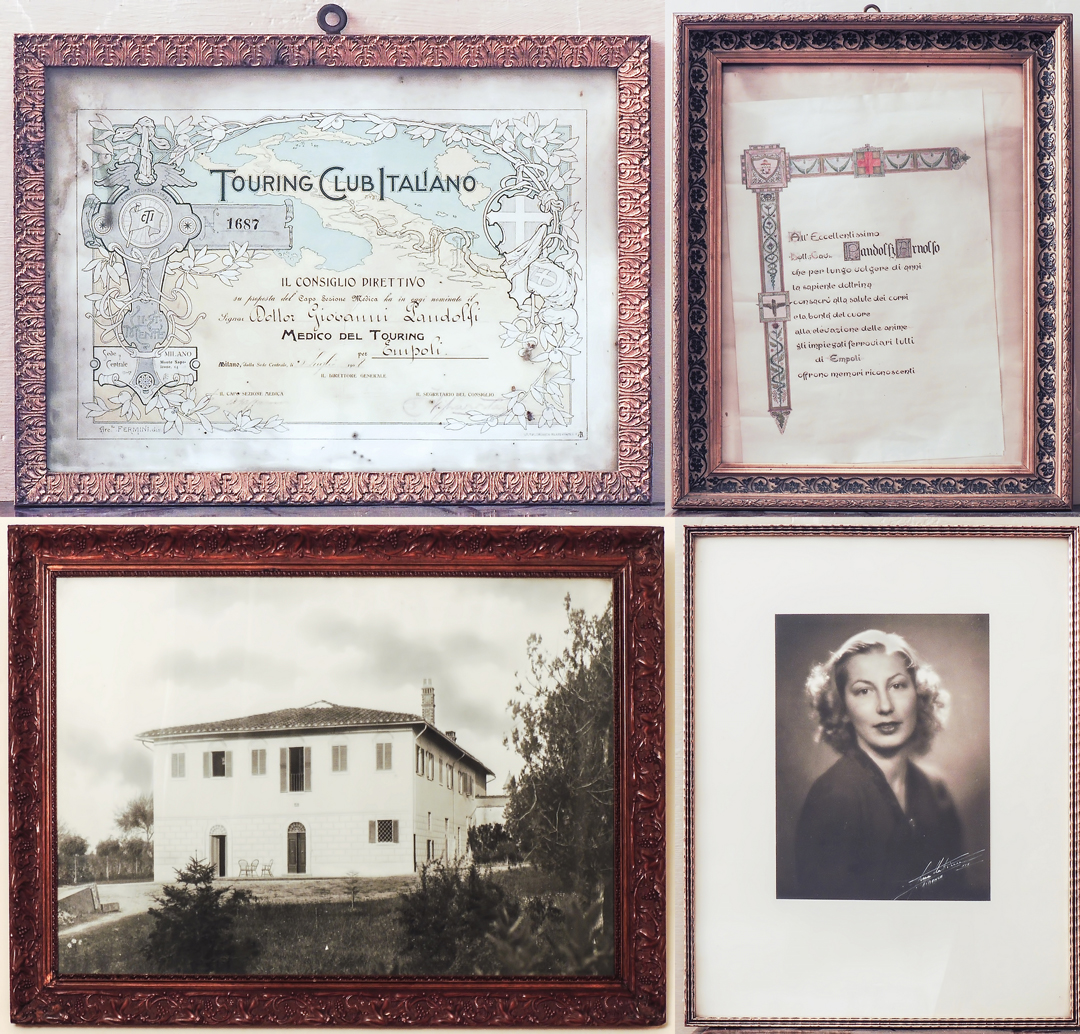 TOURING CLUB ITALIANO
CTI
1687
IL CONSIGLIO DIRETTIVO
su proposta del Capo Sezione Medica ha in oggi nominato il
Signor Dottor Giovanni Landolfi
MEDICO DEL TOURING
per Empoli
Sede Centrale
MILANO
Milano, dalla Sede Centrale, il
IL DIRETTORE GENERALE
IL CAPO SEZIONE MEDICA
IL SEGRETARIO DEL CONSIGLIO
All' Eccellentissimo
Dott. Cav. Landolfi Arnolfo
che per lungo volgere di anni
la sapiente dottrina
consacrò alla salute dei corpi
e la bontà del cuore
alla elevazione delle anime
gli impiegati ferroviari tutti
di Empoli
offrono memori riconoscenti